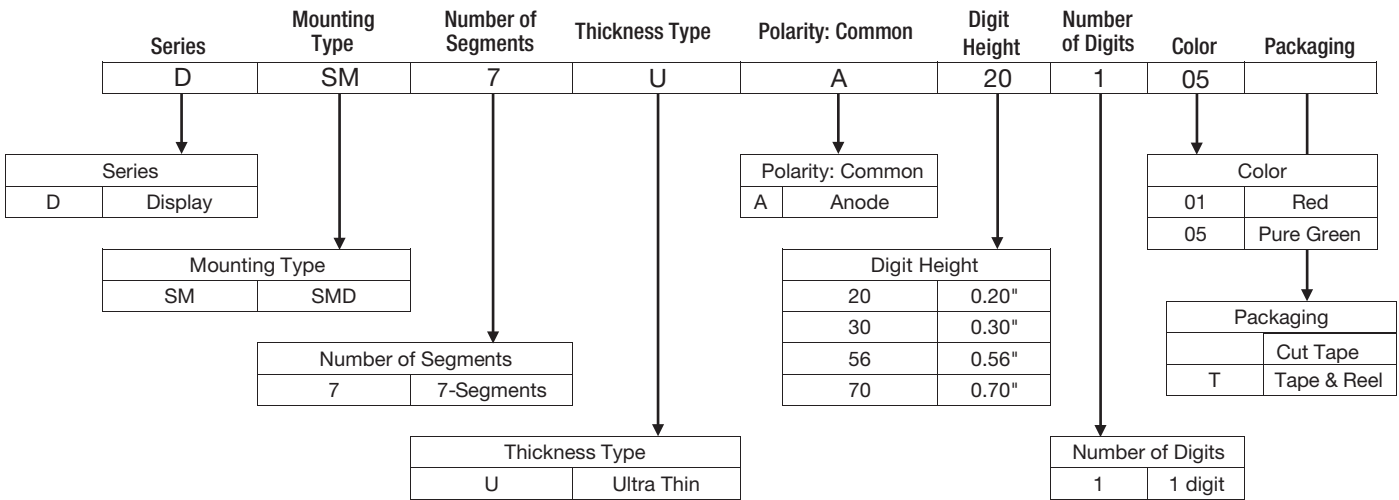 Series Mounting Type Number of Segments Thickness Type Polarity: Common Digit Height Number of Digits Color Packaging
D SM 7 U A 20 1 05
Series
D Display
Mounting Type
SM SMD
Number of Segments
7 7-Segments
Thickness Type
U Ultra Thin
Polarity: Common
A Anode
Digit Height
20 0.20"
30 0.30"
56 0.56"
70 0.70"
Number of Digits
1 1 digit
Color
01 Red
05 Pure Green
Packaging
Cut Tape
T Tape & Reel